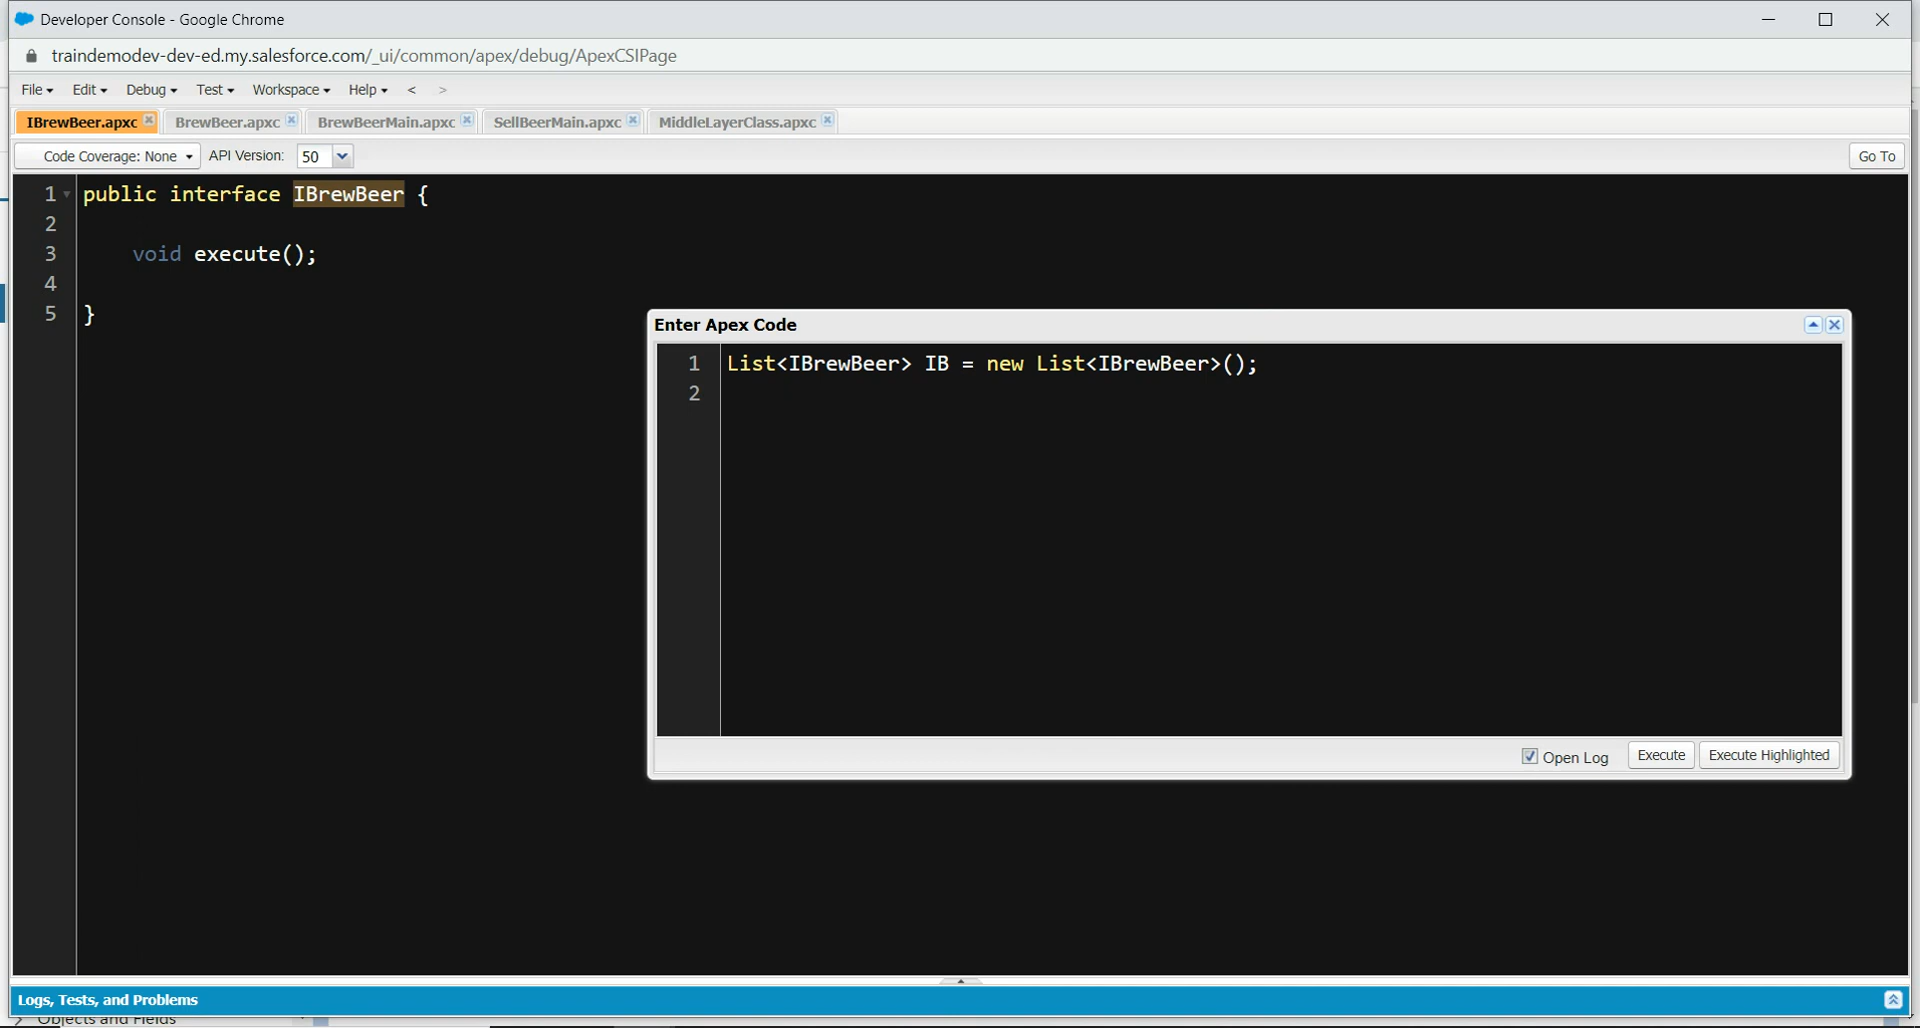 Developer Console - Google Chrome
traindemodev-dev-ed.my.salesforce.com/_ui/common/apex/debug/ApexCSIPage
File Edit Debug Test Workspace Help < >
IBrewBeer.apxc BrewBeer.apxc BrewBeerMain.apxc SellBeerMain.apxc MiddleLayerClass.apxc
Code Coverage: None API Version: 50 Go To
1 public interface IBrewBeer {
2
3 void execute();
4
5 }
Enter Apex Code
1 List<IBrewBeer> IB = new List<IBrewBeer>();
2
Open Log Execute Execute Highlighted
Logs, Tests, and Problems
Objects and Fields